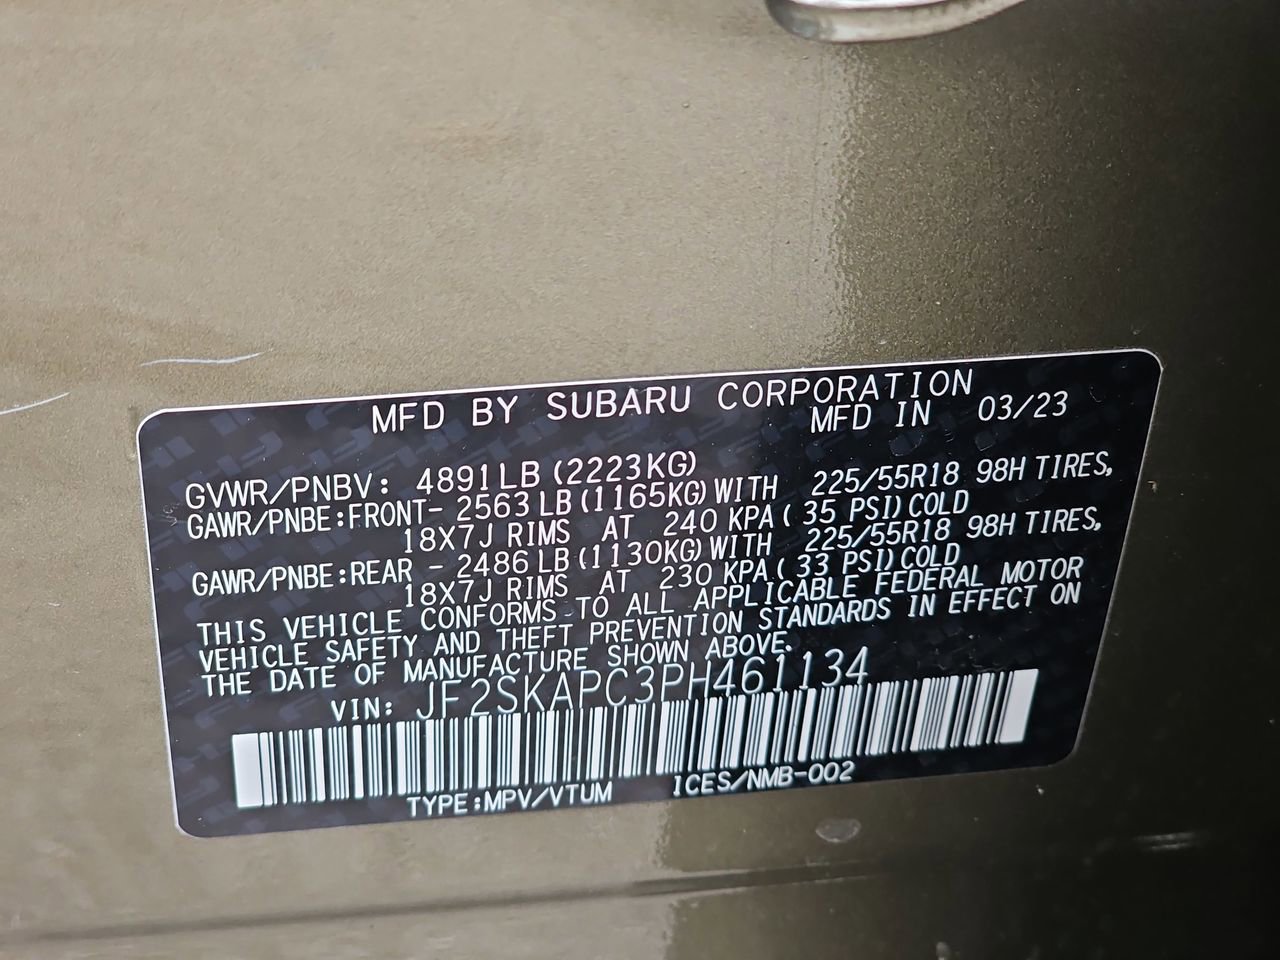 MFD BY SUBARU CORPORATION
MFD IN 03/23
GVWR/PNBV: 4891LB (2223KG)
GAWR/PNBE:FRONT- 2563 LB (1165KG) WITH 225/55R18 98H TIRES,
18X7J RIMS AT 240 KPA ( 35 PSI) COLD
GAWR/PNBE:REAR - 2486 LB (1130KG) WITH 225/55R18 98H TIRES,
18X7J RIMS AT 230 KPA ( 33 PSI) COLD
THIS VEHICLE CONFORMS TO ALL APPLICABLE FEDERAL MOTOR
VEHICLE SAFETY AND THEFT PREVENTION STANDARDS IN EFFECT ON
THE DATE OF MANUFACTURE SHOWN ABOVE.
VIN: JF2SKAPC3PH461134
TYPE:MPV/VTUM ICES/NMB-002